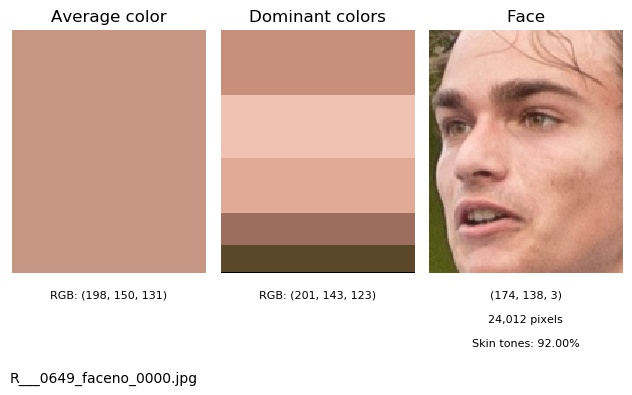 Average color
Dominant colors
Face
RGB: (198, 150, 131)
RGB: (201, 143, 123)
(174, 138, 3)
24,012 pixels
Skin tones: 92.00%
R___0649_faceno_0000.jpg